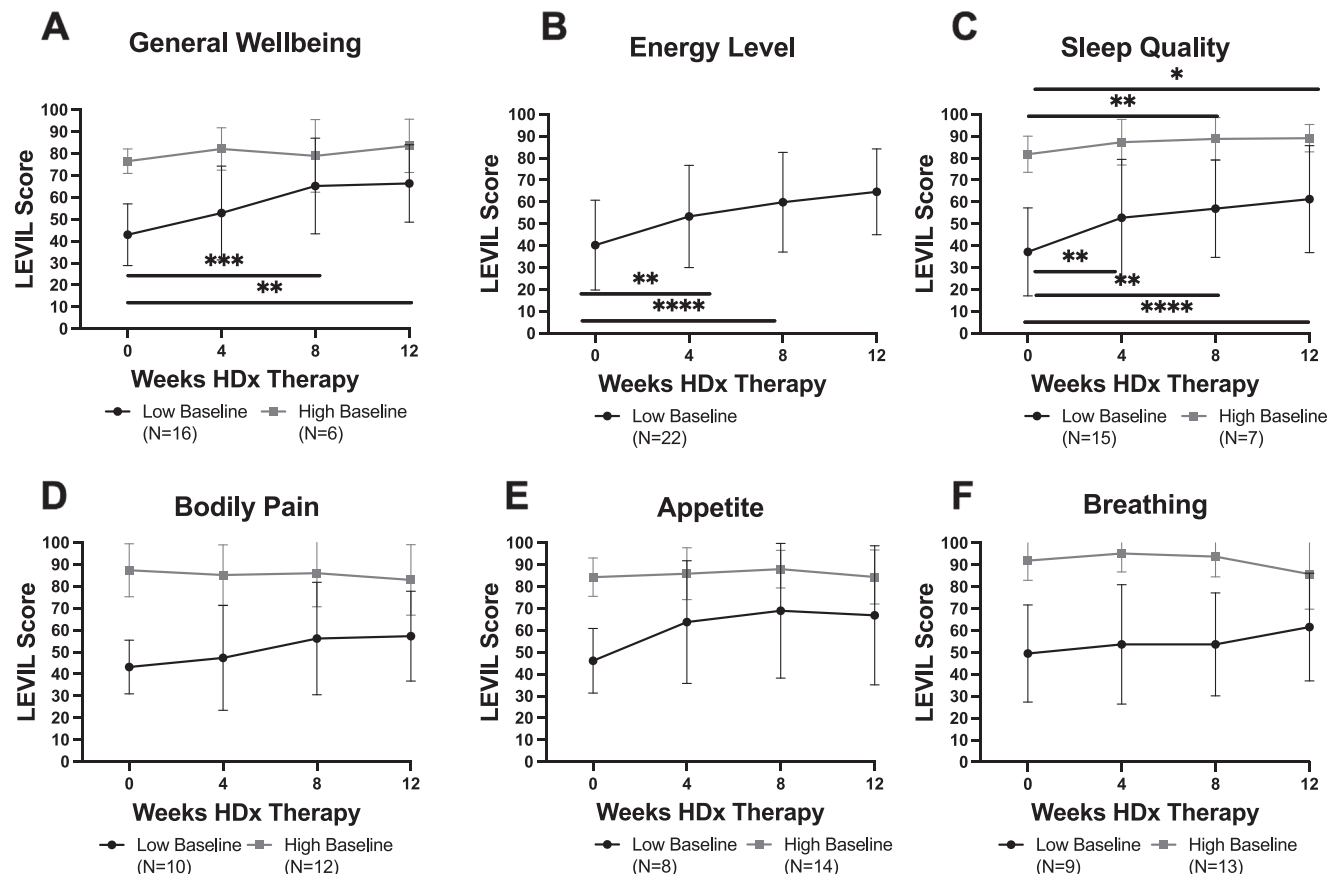 A
General Wellbeing
LEVIL Score
100
90
80
70
60
50
40
30
20
10
0
***
**
0 4 8 12
Weeks HDx Therapy
Low Baseline
(N=16)
High Baseline
(N=6)
B
Energy Level
LEVIL Score
100
90
80
70
60
50
40
30
20
10
0
**
****
0 4 8 12
Weeks HDx Therapy
Low Baseline
(N=22)
C
Sleep Quality
*
**
LEVIL Score
100
90
80
70
60
50
40
30
20
10
0
**
**
****
0 4 8 12
Weeks HDx Therapy
Low Baseline
(N=15)
High Baseline
(N=7)
D
Bodily Pain
LEVIL Score
100
90
80
70
60
50
40
30
20
10
0
0 4 8 12
Weeks HDx Therapy
Low Baseline
(N=10)
High Baseline
(N=12)
E
Appetite
LEVIL Score
100
90
80
70
60
50
40
30
20
10
0
0 4 8 12
Weeks HDx Therapy
Low Baseline
(N=8)
High Baseline
(N=14)
F
Breathing
LEVIL Score
100
90
80
70
60
50
40
30
20
10
0
0 4 8 12
Weeks HDx Therapy
Low Baseline
(N=9)
High Baseline
(N=13)